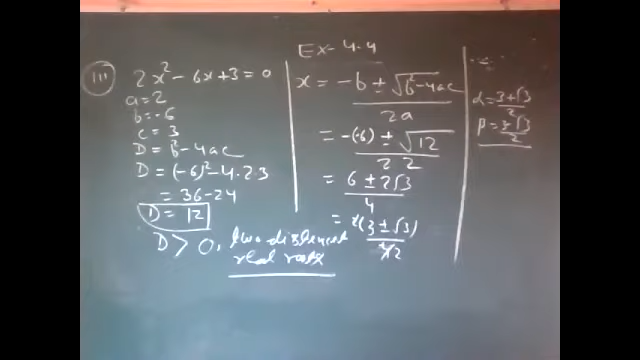 Ex-4.4
(iii) 2x² - 6x + 3 = 0
a = 2
b = -6
c = 3
D = b² - 4ac
D = (-6)² - 4·2·3
= 36 - 24
D = 12
D > 0, two distinct
real roots
x = -b ± √b² - 4ac / 2a
= -(-6) ± √12 / 2·2
= 6 ± 2√3 / 4
= 2(3 ± √3) / 4 2
α = 3+√3 / 2
β = 3-√3 / 2